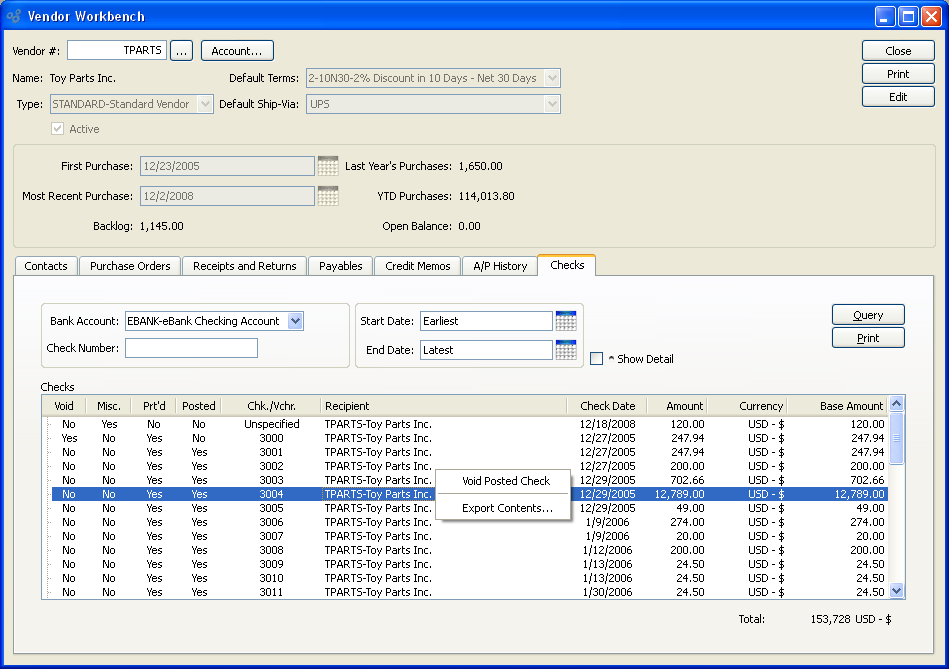 Vendor Workbench
Vendor #: TPARTS ... Account... Close
Print
Name: Toy Parts Inc. Default Terms: 2-10N30-2% Discount in 10 Days - Net 30 Days
Type: STANDARD-Standard Vendor Default Ship-Via: UPS Edit
Active
First Purchase: 12/23/2005 Last Year's Purchases: 1,650.00
Most Recent Purchase: 12/2/2008 YTD Purchases: 114,013.80
Backlog: 1,145.00 Open Balance: 0.00
Contacts Purchase Orders Receipts and Returns Payables Credit Memos A/P History Checks
Bank Account: EBANK-eBank Checking Account Start Date: Earliest Query
Check Number: End Date: Latest ^ Show Detail Print
Checks
Void Misc. Prt'd Posted Chk./Vchr. Recipient Check Date Amount Currency Base Amount
No Yes No No Unspecified TPARTS-Toy Parts Inc. 12/18/2008 120.00 USD - $ 120.00
Yes No Yes Yes 3000 TPARTS-Toy Parts Inc. 12/27/2005 247.94 USD - $ 247.94
No No Yes Yes 3001 TPARTS-Toy Parts Inc. 12/27/2005 247.94 USD - $ 247.94
No No Yes Yes 3002 TPARTS-Toy Parts Inc. 12/27/2005 200.00 USD - $ 200.00
No No Yes Yes 3003 TPARTS-Toy Parts Inc. 12/29/2005 702.66 USD - $ 702.66
No No Yes Yes 3004 TPARTS-Toy Parts Inc. 12/29/2005 12,789.00 USD - $ 12,789.00
No No Yes Yes 3005 TPARTS-Toy Parts Inc. 12/29/2005 49.00 USD - $ 49.00
No No Yes Yes 3006 TPARTS-Toy Parts Inc. 1/9/2006 274.00 USD - $ 274.00
No No Yes Yes 3007 TPARTS-Toy Parts Inc. 1/9/2006 20.00 USD - $ 20.00
No No Yes Yes 3008 TPARTS-Toy Parts Inc. 1/12/2006 200.00 USD - $ 200.00
No No Yes Yes 3009 TPARTS-Toy Parts Inc. 1/13/2006 24.50 USD - $ 24.50
No No Yes Yes 3010 TPARTS-Toy Parts Inc. 1/13/2006 24.50 USD - $ 24.50
No No Yes Yes 3011 TPARTS-Toy Parts Inc. 1/30/2006 24.50 USD - $ 24.50
Void Posted Check
Export Contents...
Total: 153,728 USD - $